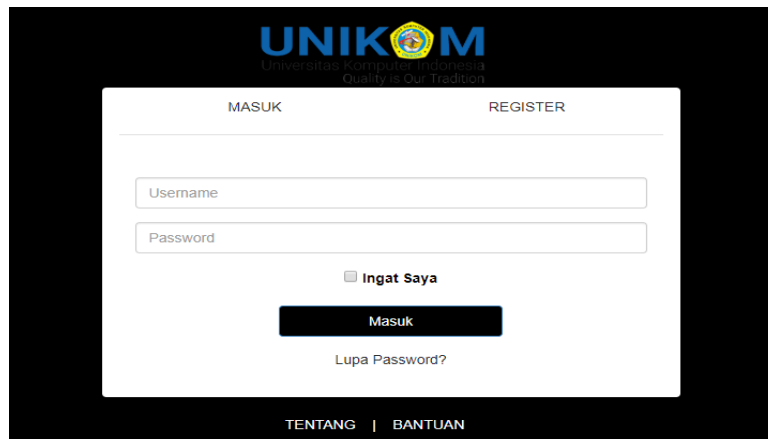 UNIKOM
Universitas Komputer Indonesia
Quality is Our Tradition
MASUK REGISTER
Username
Password
Ingat Saya
Masuk
Lupa Password?
TENTANG | BANTUAN